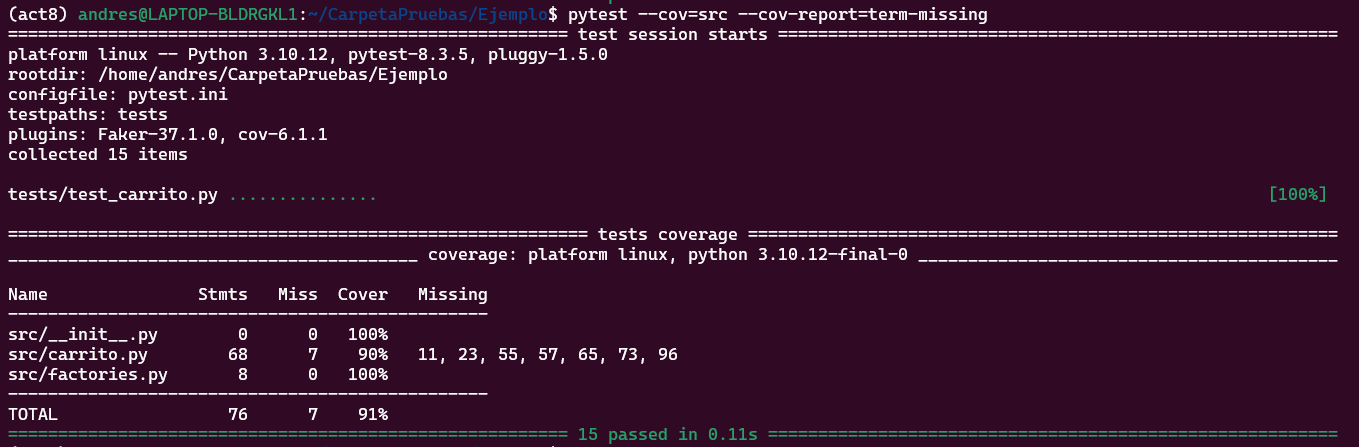 (act8) andres@LAPTOP-BLDRGKL1:~/CarpetaPruebas/Ejemplo$ pytest --cov=src --cov-report=term-missing
======================================================== test session starts ========================================================
platform linux -- Python 3.10.12, pytest-8.3.5, pluggy-1.5.0
rootdir: /home/andres/CarpetaPruebas/Ejemplo
configfile: pytest.ini
testpaths: tests
plugins: Faker-37.1.0, cov-6.1.1
collected 15 items
tests/test_carrito.py ............... [100%]
========================================================== tests coverage ===========================================================
_________________________________________ coverage: platform linux, python 3.10.12-final-0 __________________________________________
Name               Stmts   Miss  Cover   Missing
------------------------------------------------
src/__init__.py        0      0   100%
src/carrito.py        68      7    90%   11, 23, 55, 57, 65, 73, 96
src/factories.py       8      0   100%
------------------------------------------------
TOTAL                 76      7    91%
======================================================== 15 passed in 0.11s =========================================================